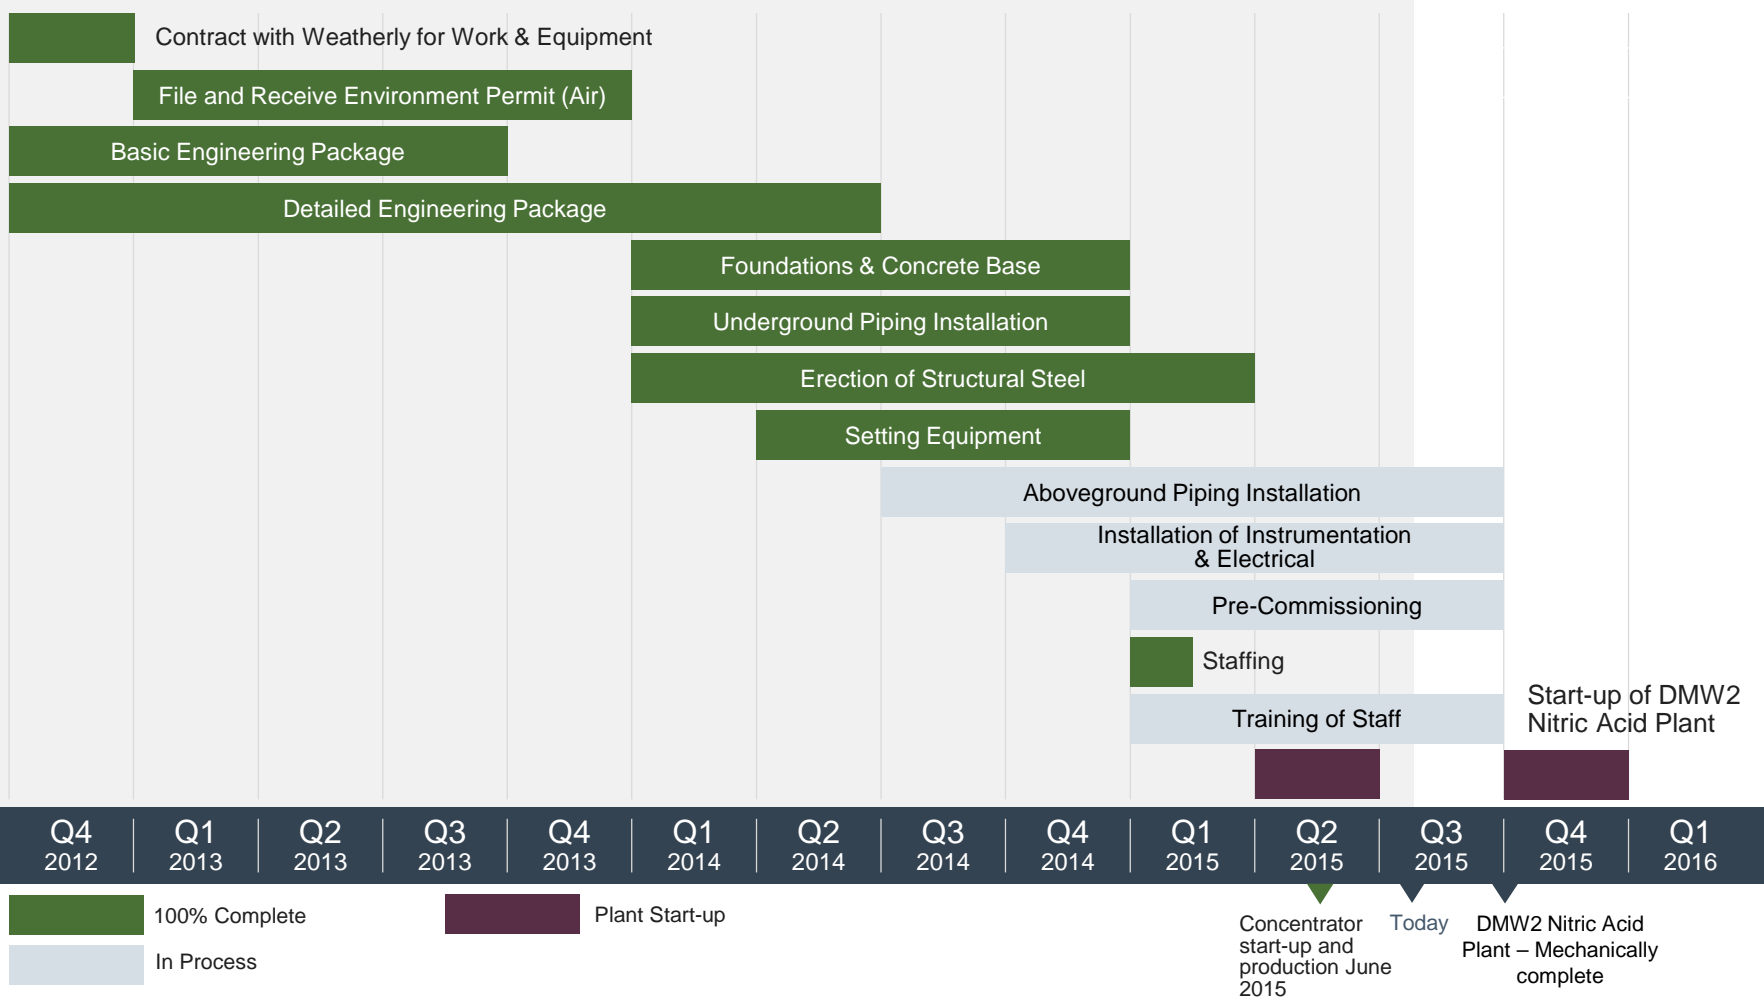 Contract with Weatherly for Work & Equipment
File and Receive Environment Permit (Air)
Basic Engineering Package
Detailed Engineering Package
Foundations & Concrete Base
Underground Piping Installation
Erection of Structural Steel
Setting Equipment
Aboveground Piping Installation
Installation of Instrumentation
& Electrical
Pre-Commissioning
Staffing
Training of Staff
Start-up of DMW2
Nitric Acid Plant
Q4 Q1 Q2 Q3 Q4 Q1 Q2 Q3 Q4 Q1 Q2 Q3 Q4 Q1
2012 2013 2013 2013 2013 2014 2014 2014 2014 2015 2015 2015 2015 2016
100% Complete
Plant Start-up
In Process
Concentrator
start-up and
production June
2015
Today
DMW2 Nitric Acid
Plant – Mechanically
complete